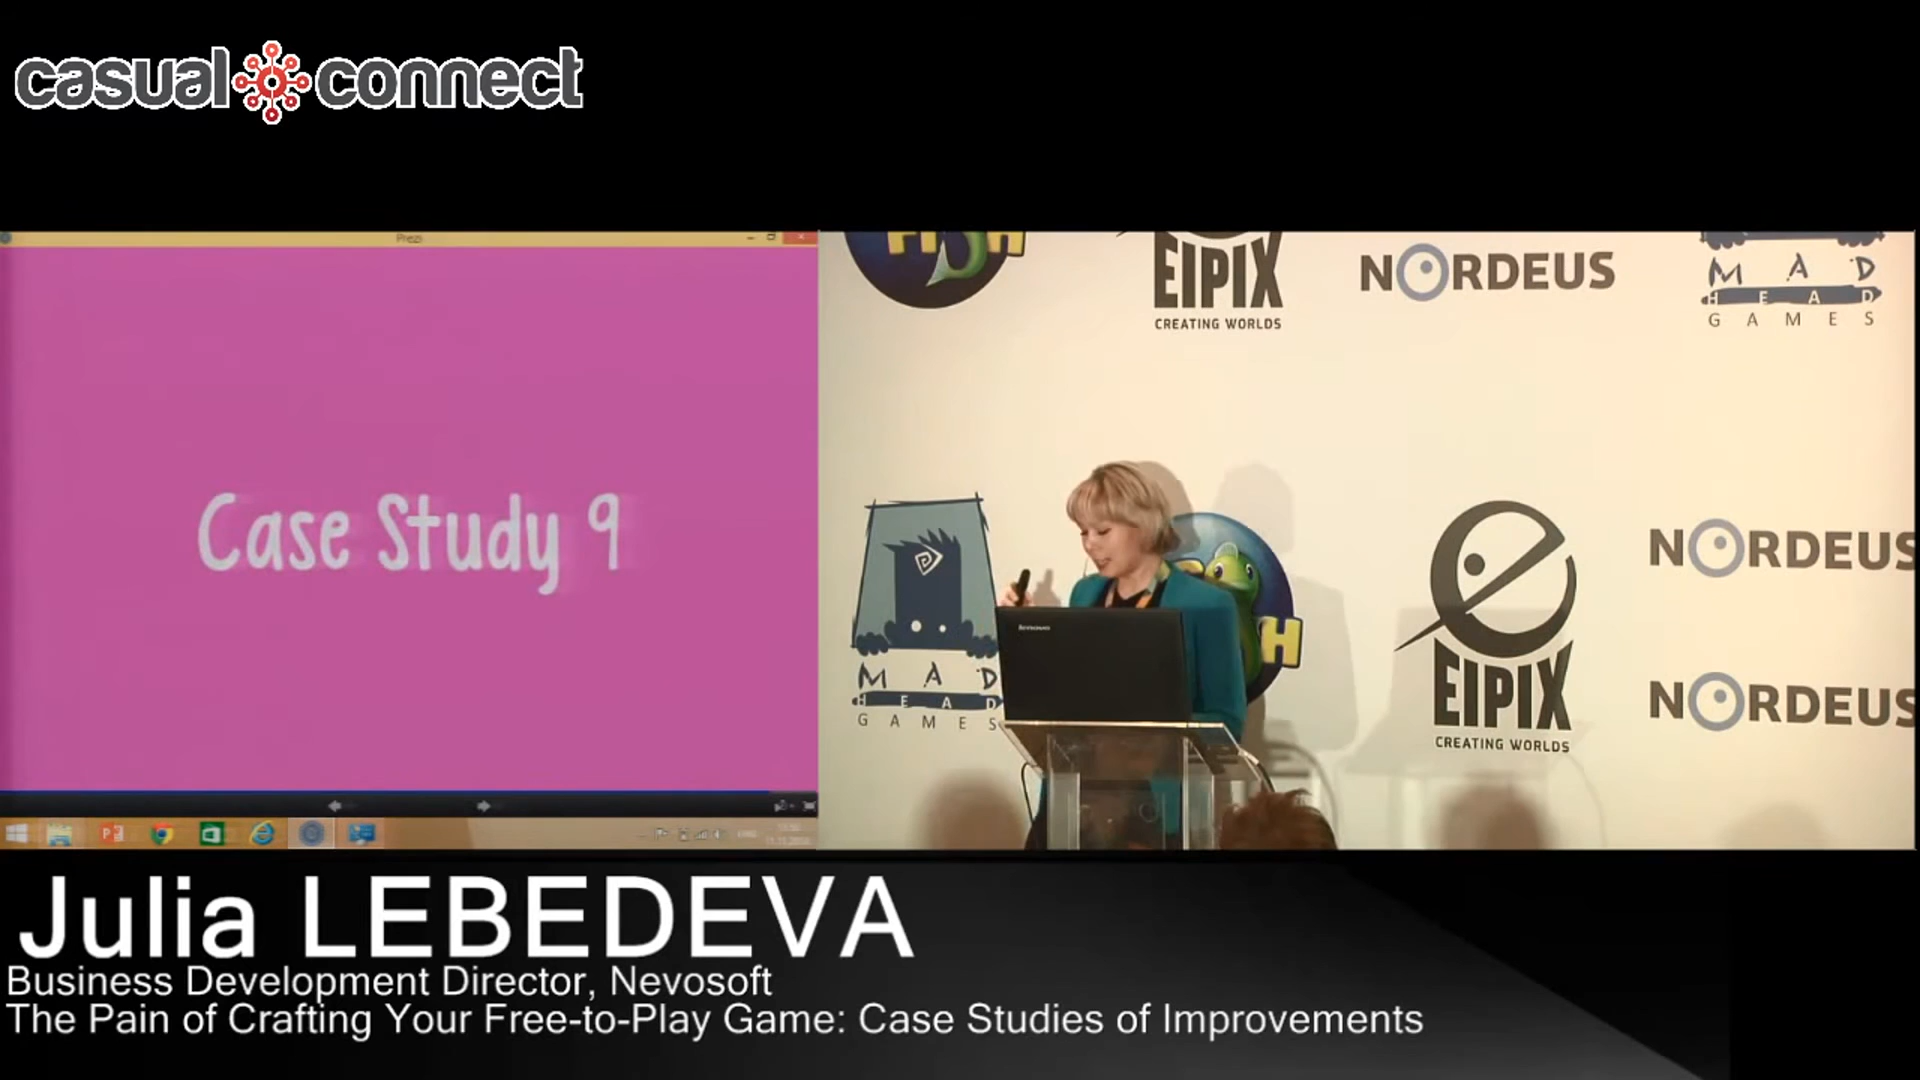 casual connect
Prezi
Case Study 9
FISH
EIPIX
CREATING WORLDS
NORDEUS
MAD
HEAD
GAMES
MAD
HEAD
GAMES
lenovo
H
EIPIX
CREATING WORLDS
NORDEUS
NORDEUS
Julia LEBEDEVA
Business Development Director, Nevosoft
The Pain of Crafting Your Free-to-Play Game: Case Studies of Improvements